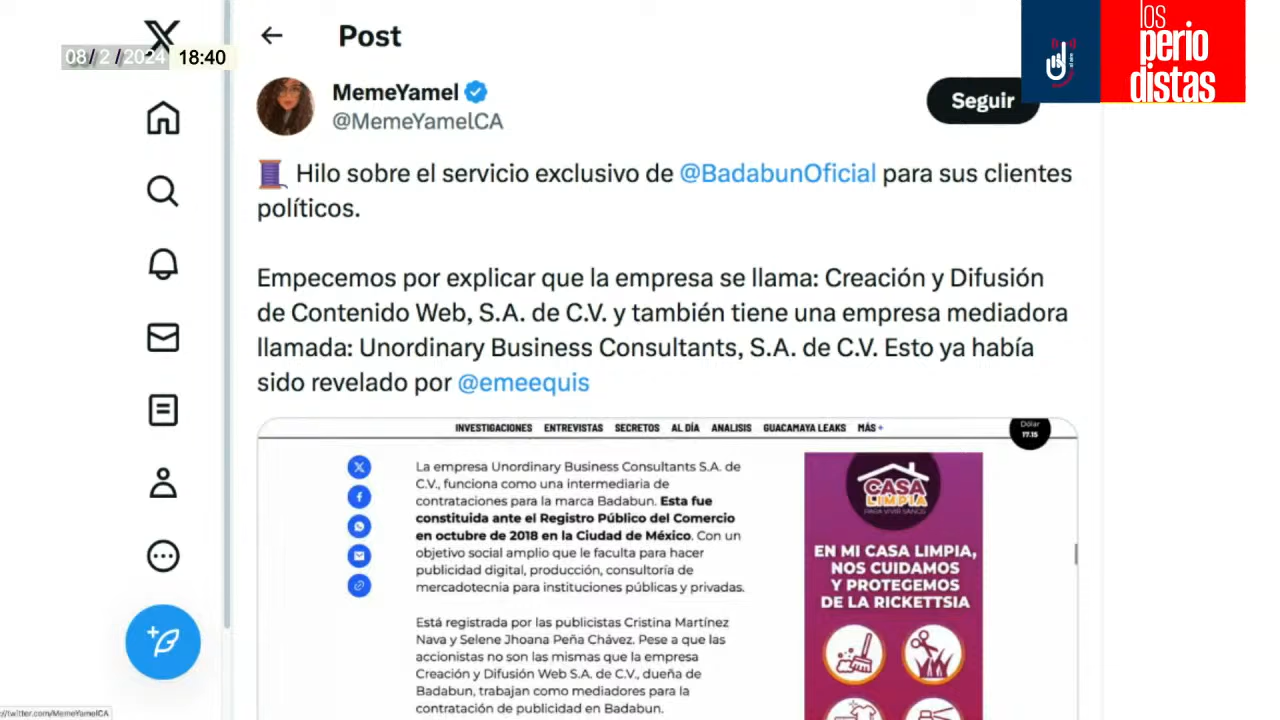 08/2/2024 18:40
Post
los
perio
distas
MemeYamel
@MemeYamelCA
Seguir
Hilo sobre el servicio exclusivo de @BadabunOficial para sus clientes
políticos.
Empecemos por explicar que la empresa se llama: Creación y Difusión
de Contenido Web, S.A. de C.V. y también tiene una empresa mediadora
llamada: Unordinary Business Consultants, S.A. de C.V. Esto ya había
sido revelado por @emeequis
INVESTIGACIONES ENTREVISTAS SECRETOS AL DÍA ANALISIS GUACAMAYA LEAKS MÁS +
Dólar
17.15
La empresa Unordinary Business Consultants S.A. de
C.V., funciona como una intermediaria de
contrataciones para la marca Badabun. Esta fue
constituida ante el Registro Público del Comercio
en octubre de 2018 en la Ciudad de México. Con un
objetivo social amplio que le faculta para hacer
publicidad digital, producción, consultoría de
mercadotecnia para instituciones públicas y privadas.
Está registrada por las publicistas Cristina Martínez
Nava y Selene Jhoana Peña Chávez. Pese a que las
accionistas no son las mismas que la empresa
Creación y Difusión Web S.A. de C.V., dueña de
Badabun, trabajan como mediadores para la
contratación de publicidad en Badabun.
CASA
LIMPIA
PARA VIVIR SANOS
EN MI CASA LIMPIA,
NOS CUIDAMOS
Y PROTEGEMOS
DE LA RICKETTSIA
://twitter.com/MemeYamelCA